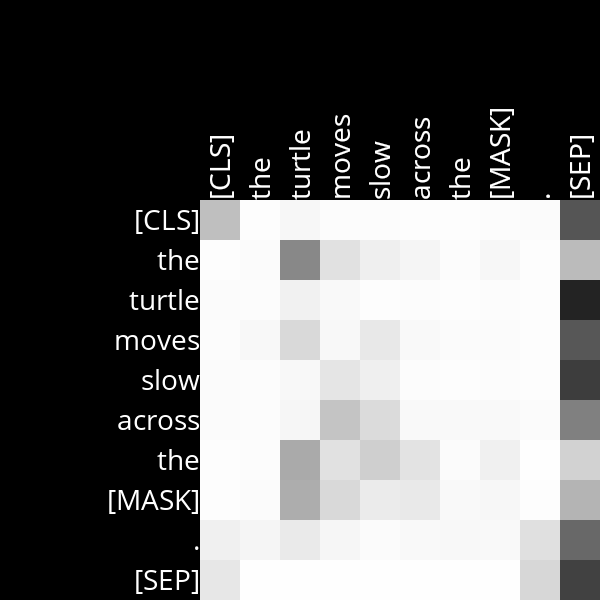 [CLS] the turtle moves slow across the [MASK] . [SEP]
[CLS]
the
turtle
moves
slow
across
the
[MASK]
.
[SEP]